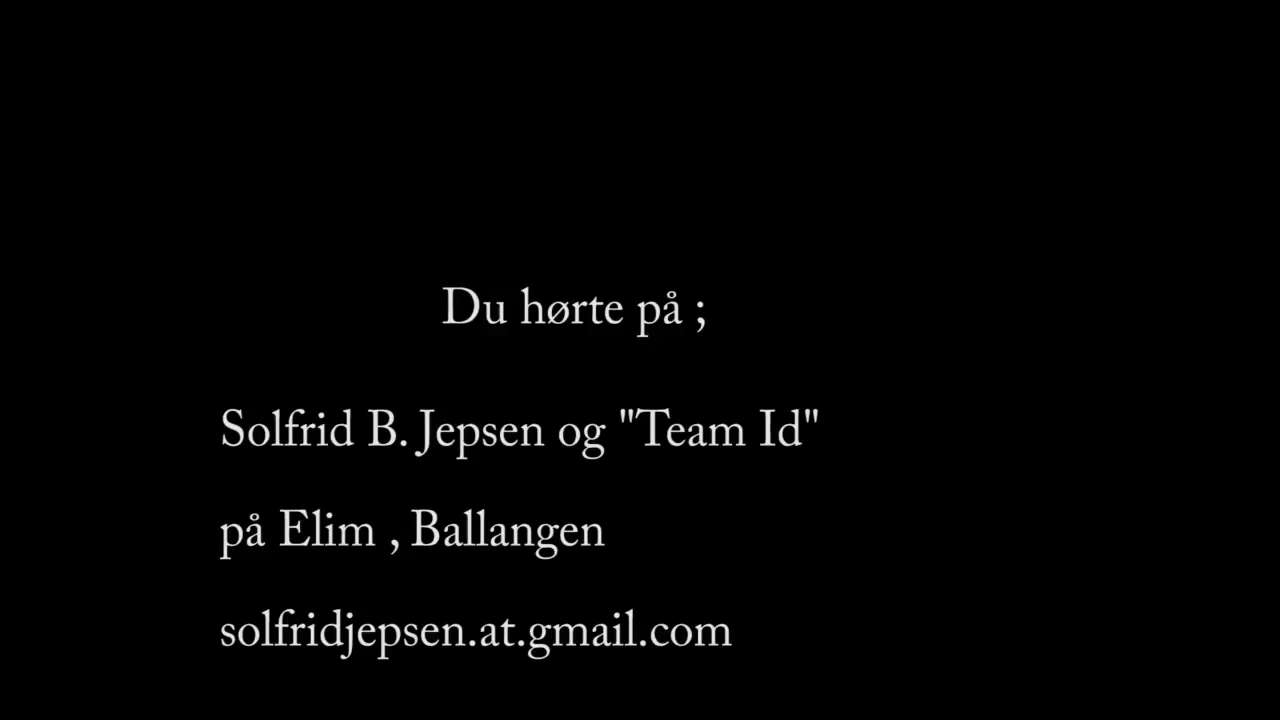 Du hørte på ;
Solfrid B. Jepsen og "Team Id"
på Elim , Ballangen
solfridjepsen.at.gmail.com